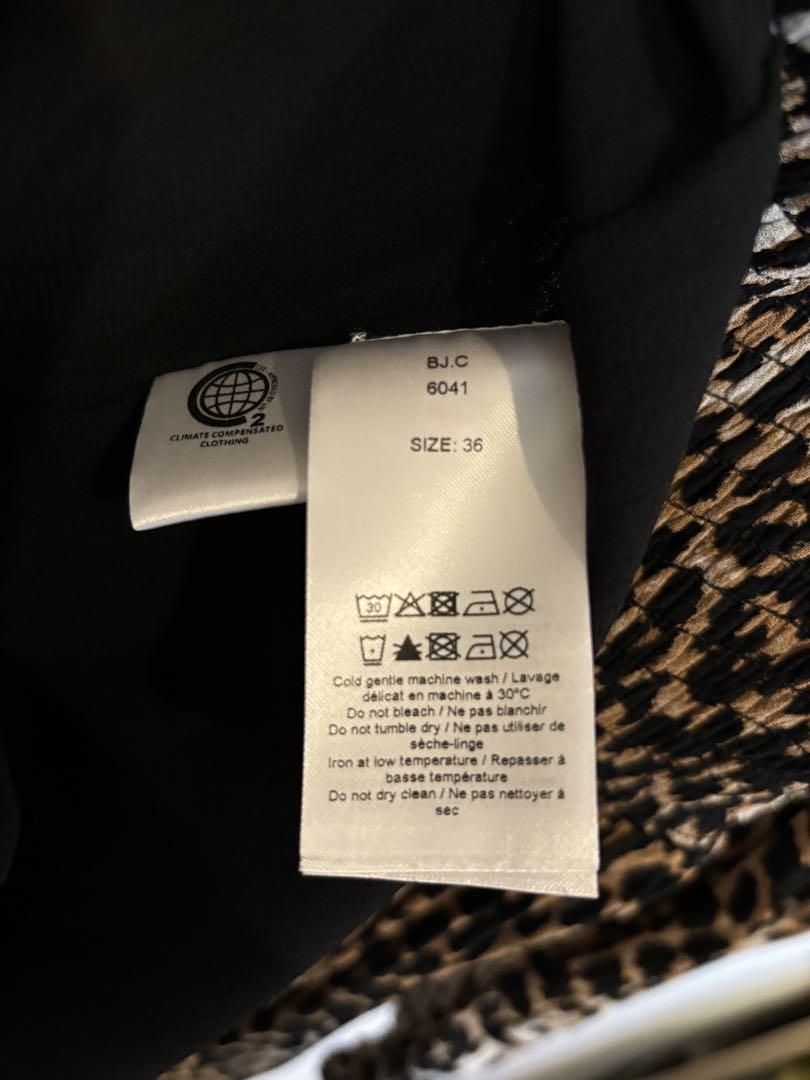 2
CLIMATE COMPENSATED
CLOTHING
BJ.C
6041
SIZE: 36
30
Cold gentle machine wash / Lavage
délicat en machine à 30°C
Do not bleach / Ne pas blanchir
Do not tumble dry / Ne pas utiliser de
sèche-linge
Iron at low temperature / Repasser à
basse température
Do not dry clean / Ne pas nettoyer à
sec